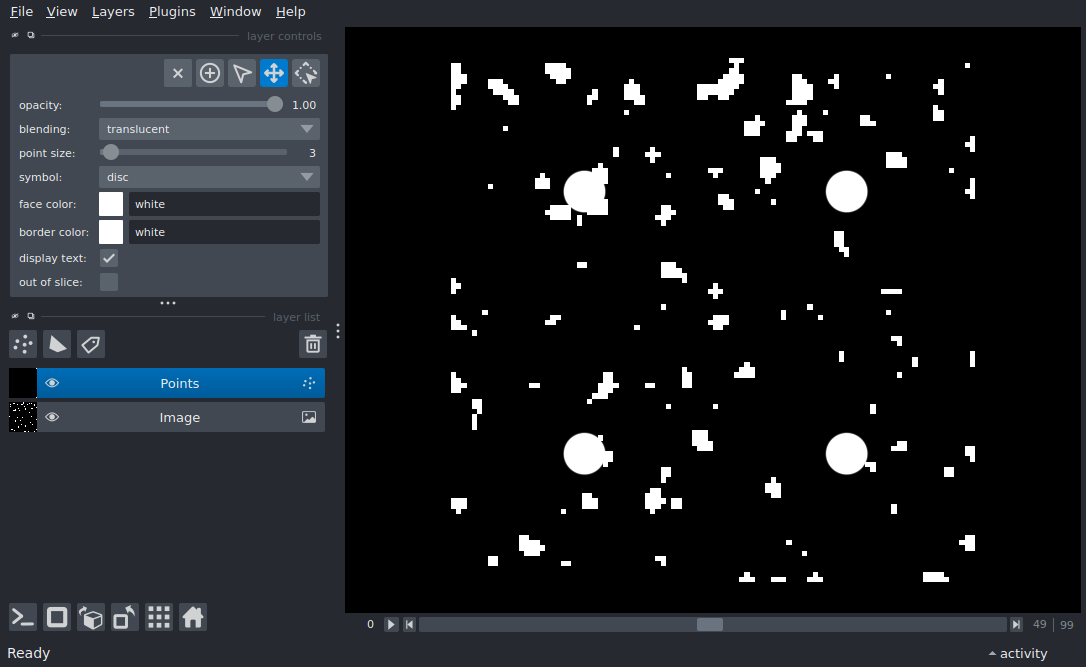 File View Layers Plugins Window Help
layer controls
opacity: 1.00
blending: translucent
point size: 3
symbol: disc
face color: white
border color: white
display text:
out of slice:
layer list
Points
Image
0 49 99
Ready activity